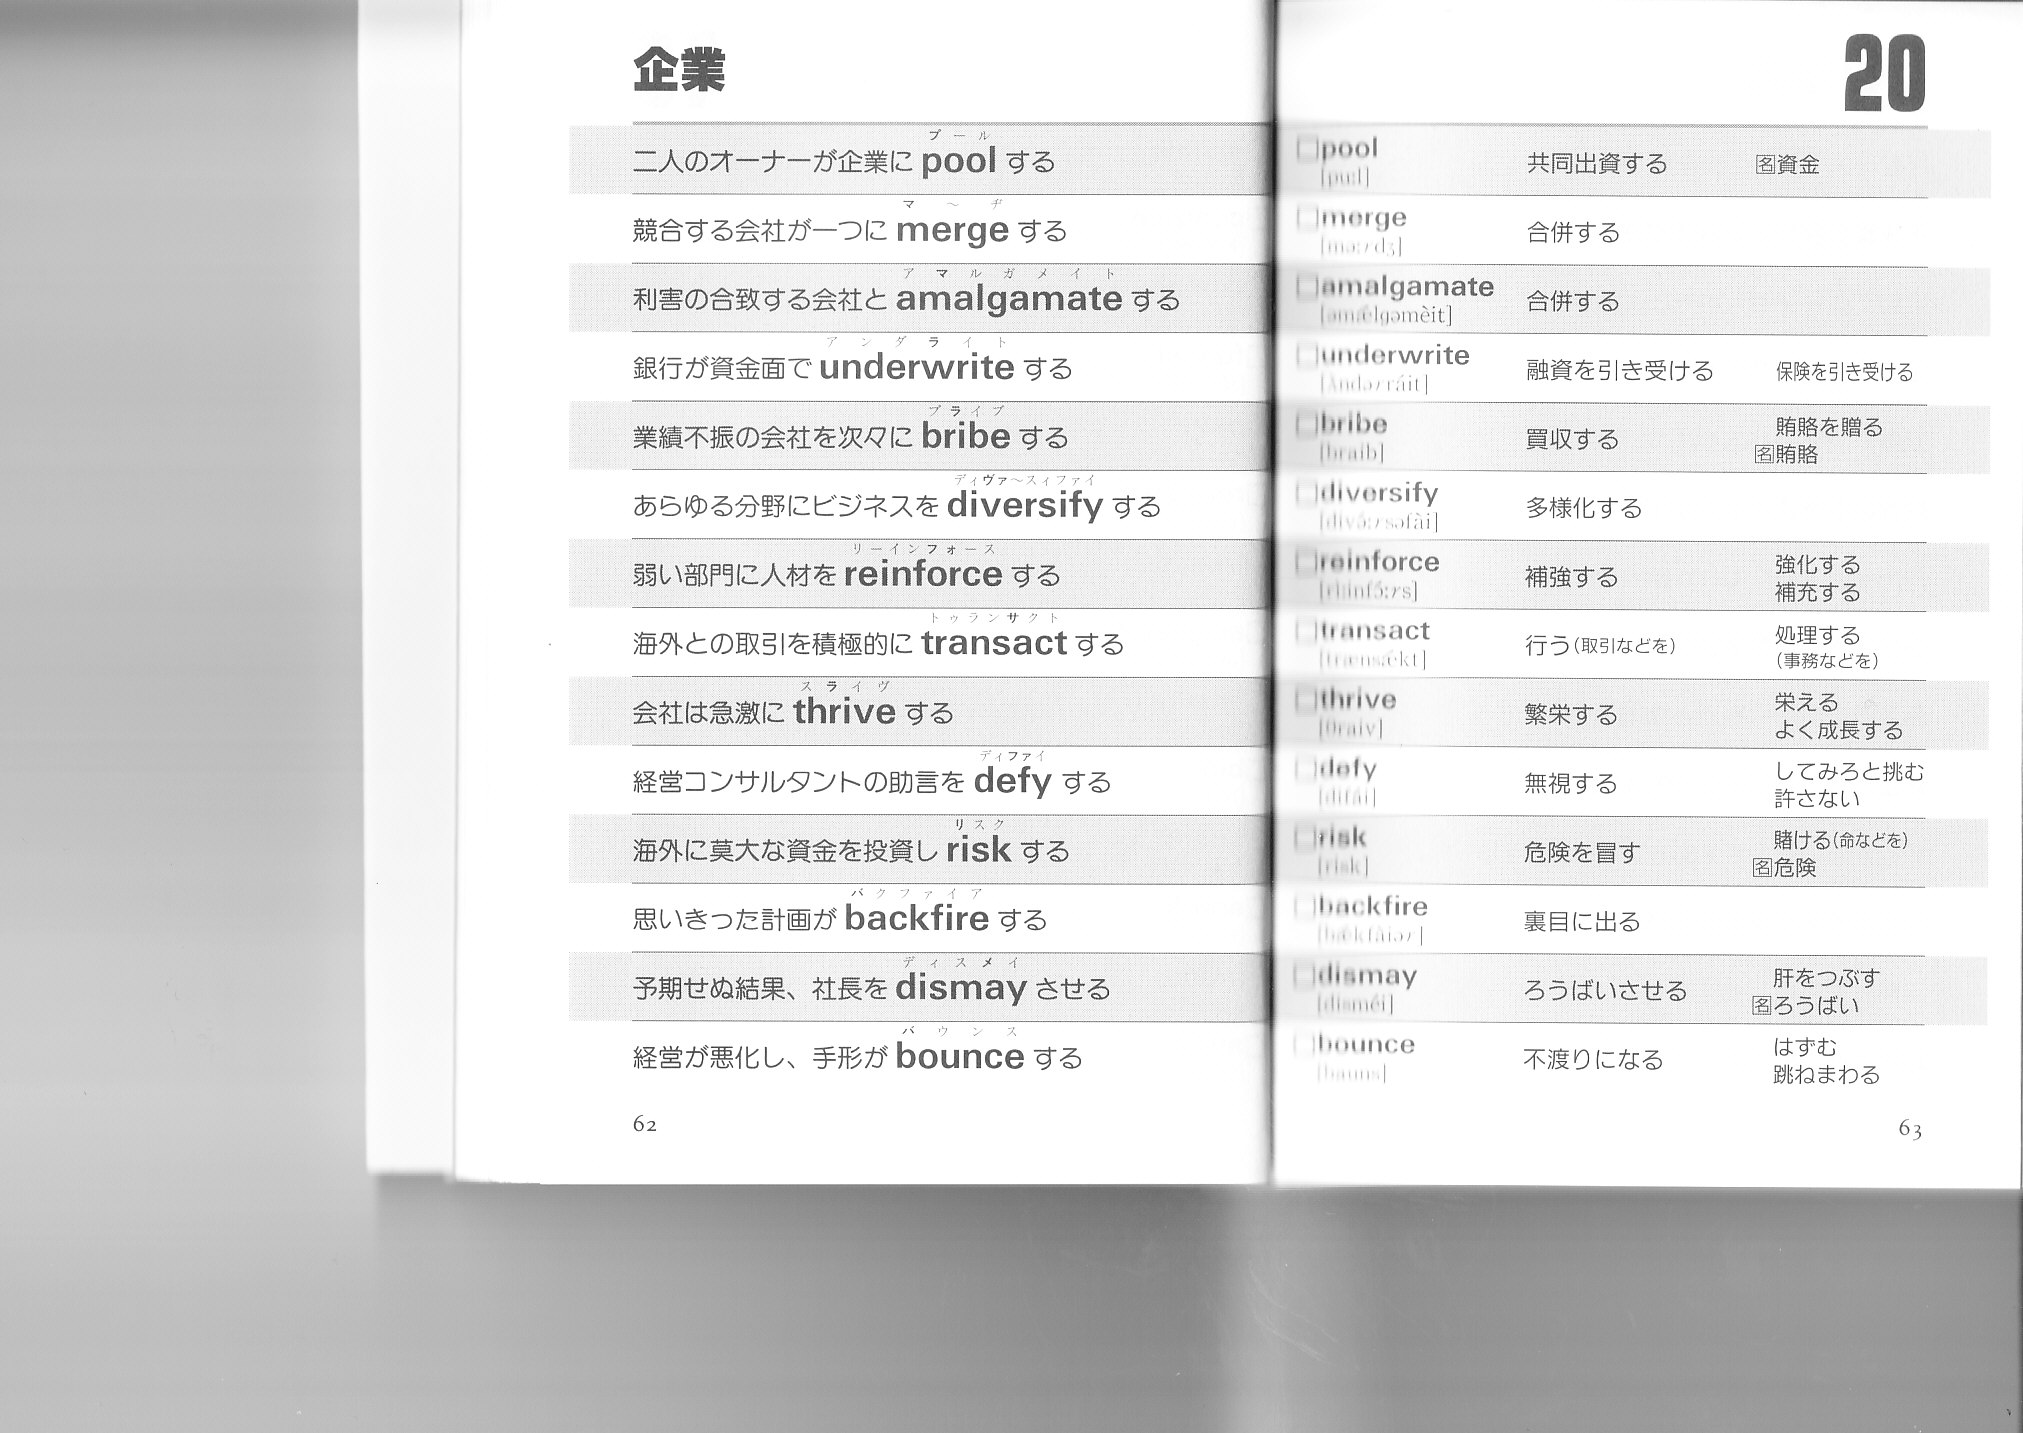 企業
プール
二人のオーナーが企業に pool する
マ〜ヂ
競合する会社が一つに merge する
アマルガメイト
利害の合致する会社と amalgamate する
アンダライト
銀行が資金面で underwrite する
ブライブ
業績不振の会社を次々に bribe する
ディヴァ〜スィファイ
あらゆる分野にビジネスを diversify する
リーインフォース
弱い部門に人材を reinforce する
トゥランサクト
海外との取引を積極的に transact する
スライヴ
会社は急激に thrive する
ディファイ
経営コンサルタントの助言を defy する
リスク
海外に莫大な資金を投資し risk する
バクファイア
思いきった計画が backfire する
ディスメイ
予期せぬ結果、社長を dismay させる
バウンス
経営が悪化し、手形が bounce する
62
20
pool 共同出資する 名資金
[pu:l]
merge 合併する
[mə:rdʒ]
amalgamate 合併する
[əmǽlgəmèit]
underwrite 融資を引き受ける 保険を引き受ける
[ʌ̀ndərráit]
bribe 買収する 賄賂を贈る
[braib] 名賄賂
diversify 多様化する
[divə́:rsəfài]
reinforce 補強する 強化する
[rì:infɔ́:rs] 補充する
transact 行う(取引などを) 処理する
[trænsǽkt] (事務などを)
thrive 繁栄する 栄える
[θraiv] よく成長する
defy 無視する してみろと挑む
[difái] 許さない
risk 危険を冒す 賭ける(命などを)
[risk] 名危険
backfire 裏目に出る
[bǽkfàiər]
dismay ろうばいさせる 肝をつぶす
[disméi] 名ろうばい
bounce 不渡りになる はずむ
[bauns] 跳ねまわる
63